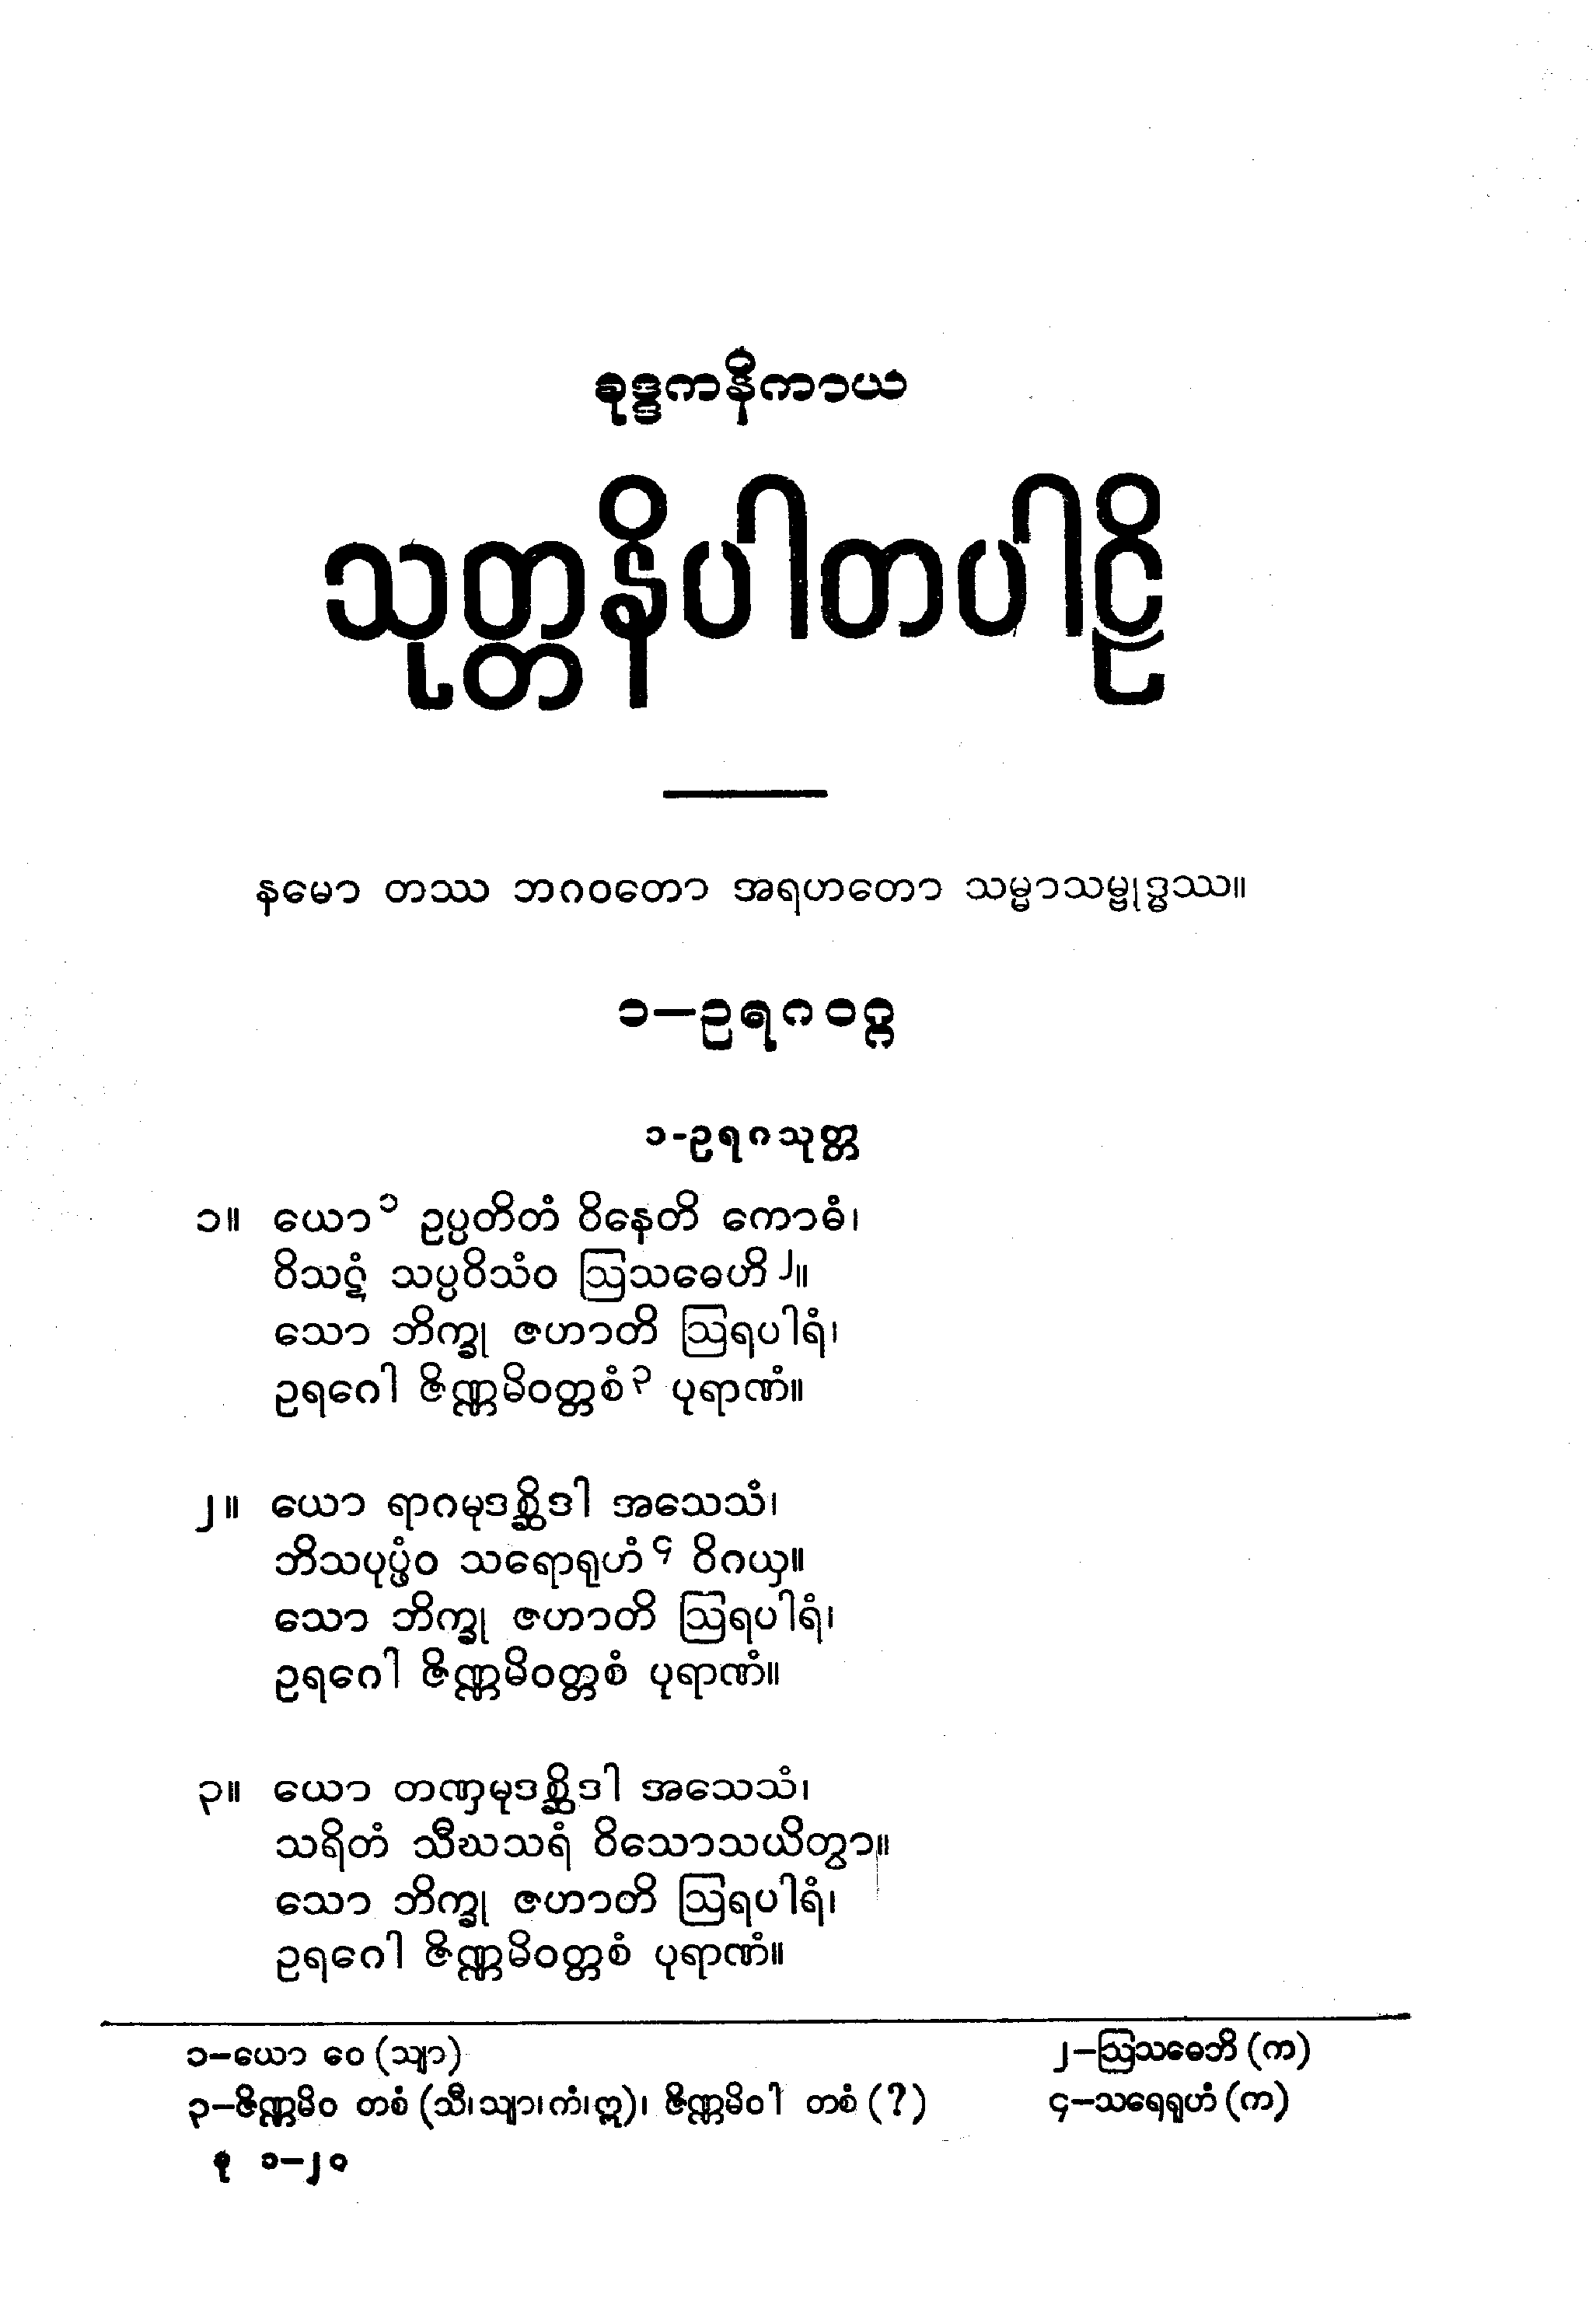 ခုဒ္ဒကနိကာယ
သုတ္တနိပါတပါဠိ
နမော တဿ ဘဂဝတော အရဟတော သမ္မာသမ္ဗုဒ္ဓဿ။
၁–ဥရဂဝဂ္ဂ
၁-ဥရဂသုတ္တ
၁။ ယော၁ ဥပ္ပတိတံ ဝိနေတိ ကောဓံ၊
ဝိသဋံ သပ္ပဝိသံဝ ဩသဓေဟိ၂။
သော ဘိက္ခု ဇဟာတိ ဩရပါရံ၊
ဥရဂေါ ဇိဏ္ဏမိဝတ္တစံ၃ ပုရာဏံ။
၂။ ယော ရာဂမုဒစ္ဆိဒါ အသေသံ၊
ဘိသပုပ္ဖံဝ သရောရုဟံ၄ ဝိဂယှ။
သော ဘိက္ခု ဇဟာတိ ဩရပါရံ၊
ဥရဂေါ ဇိဏ္ဏမိဝတ္တစံ ပုရာဏံ။
၃။ ယော တဏှမုဒစ္ဆိဒါ အသေသံ၊
သရိတံ သီဃသရံ ဝိသောသယိတွာ။
သော ဘိက္ခု ဇဟာတိ ဩရပါရံ၊
ဥရဂေါ ဇိဏ္ဏမိဝတ္တစံ ပုရာဏံ။
၁–ယော ဝေ (သျာ) ၂–ဩသဓေဘိ (က)
၃–ဇိဏ္ဏမိဝ တစံ (သီ၊သျာ၊ကံ၊ဣ)၊ ဇိဏ္ဏမိဝါ တစံ (?) ၄–သရေရုဟံ (က)
ခု ၁–၂၀